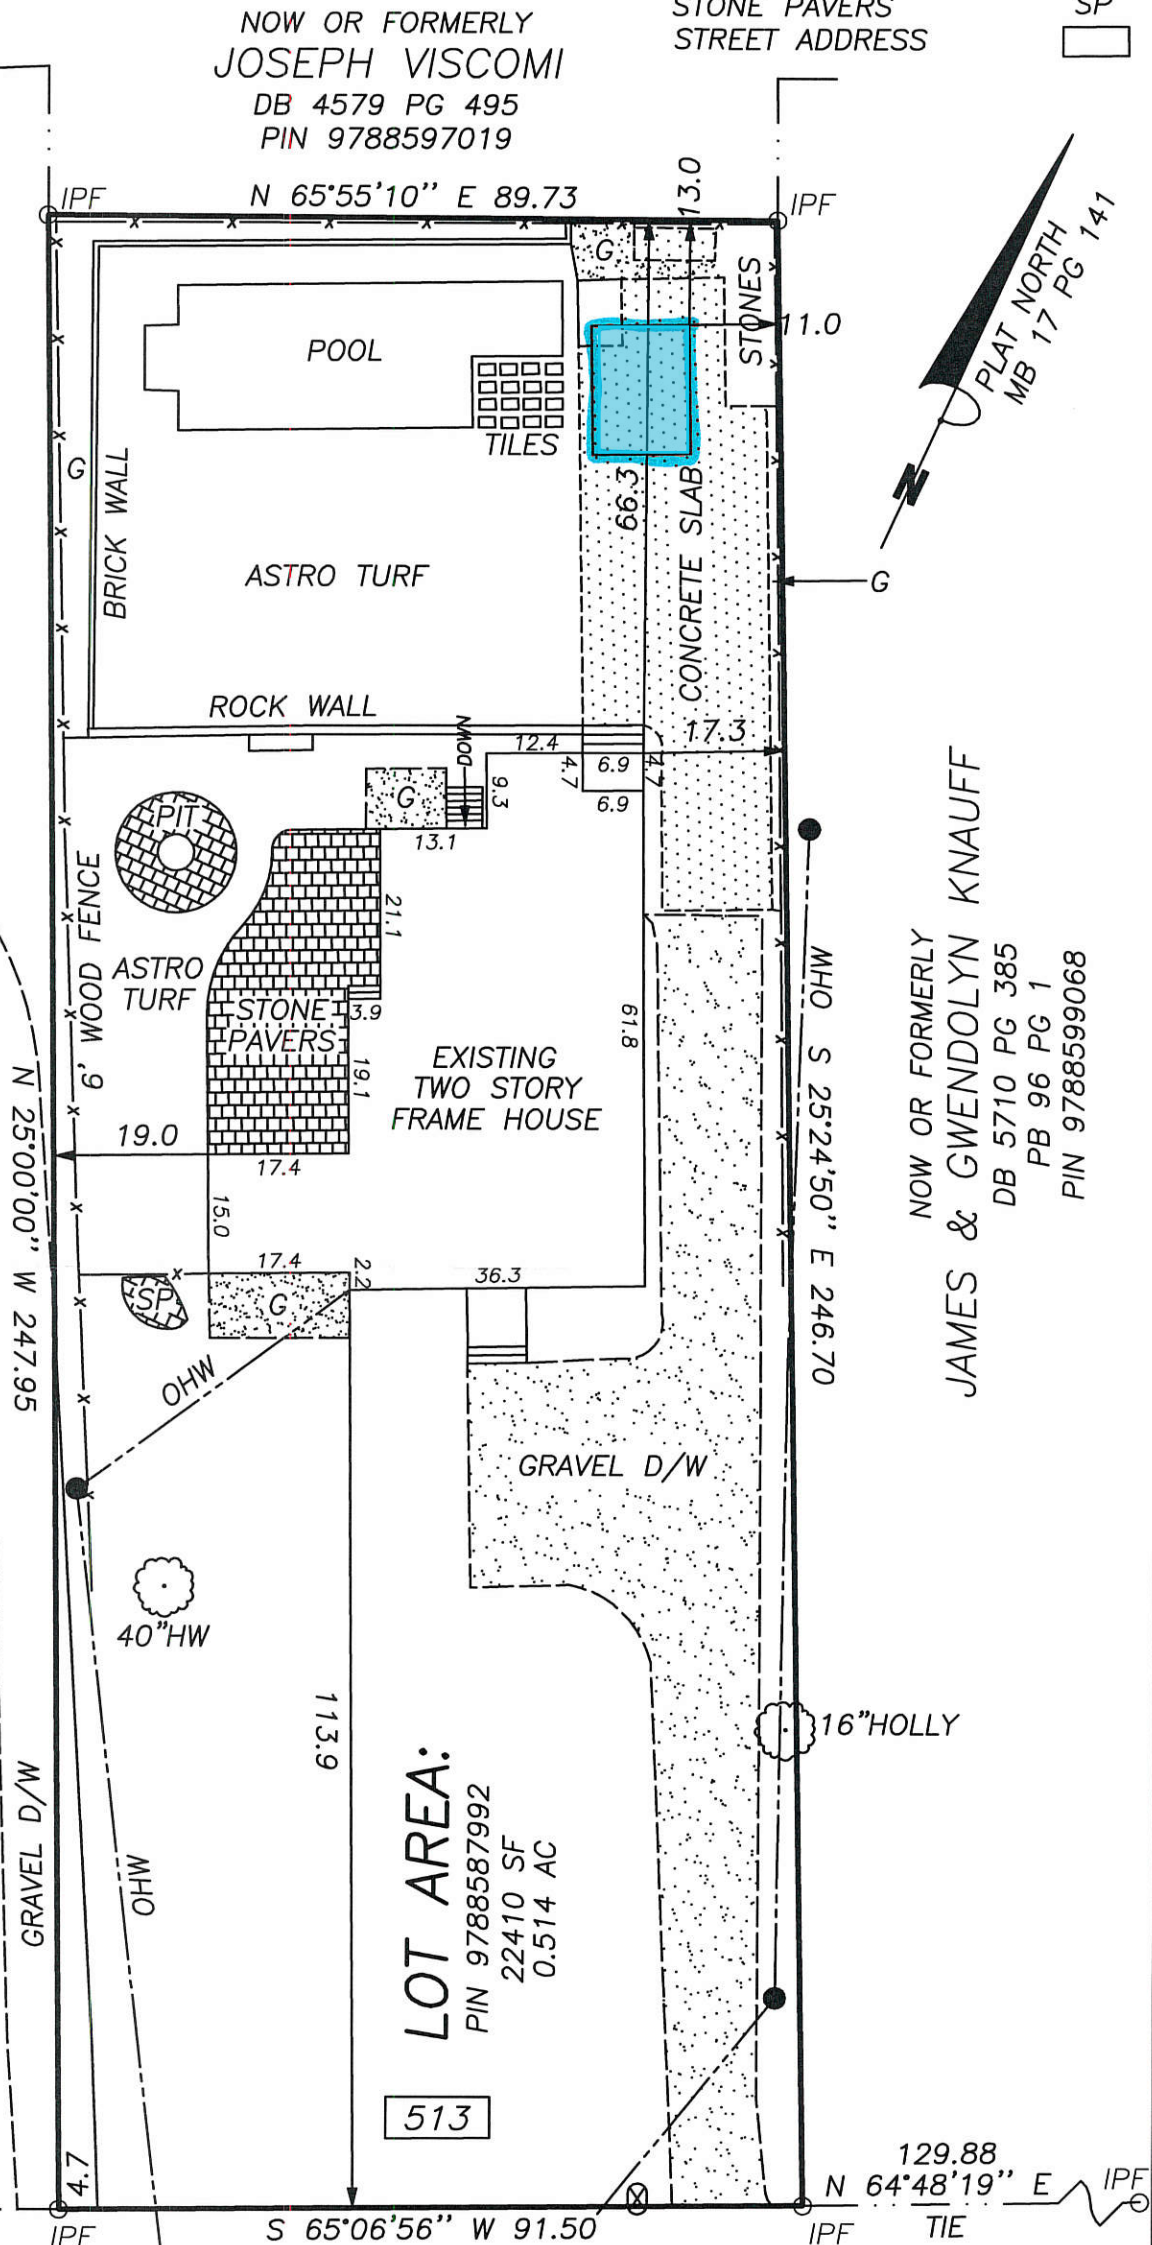 STONE PAVERS
SP
STREET ADDRESS
NOW OR FORMERLY
JOSEPH VISCOMI
DB 4579 PG 495
PIN 9788597019
IPF
N 65°55'10" E 89.73
13.0
IPF
PLAT NORTH
MB 17 PG 141
N
G
STONES
11.0
POOL
TILES
G
BRICK WALL
66.3
CONCRETE SLAB
ASTRO TURF
G
ROCK WALL
DOWN
12.4
17.3
4.7
6.9
4.7
6.9
9.3
G
13.1
PIT
6' WOOD FENCE
21.1
ASTRO
TURF
STONE
PAVERS
3.9
61.8
19.1
EXISTING
TWO STORY
FRAME HOUSE
OHW
S 25°24'50" E 246.70
NOW OR FORMERLY
JAMES & GWENDOLYN KNAUFF
DB 5710 PG 385
PB 96 PG 1
PIN 9788599068
N 25°00'00" W 247.95
19.0
17.4
15.0
17.4
2.2
36.3
SP
G
OHW
GRAVEL D/W
40"HW
113.9
16"HOLLY
GRAVEL D/W
OHW
LOT AREA:
PIN 9788587992
22410 SF
0.514 AC
513
4.7
129.88
N 64°48'19" E
IPF
TIE
IPF
S 65°06'56" W 91.50
IPF